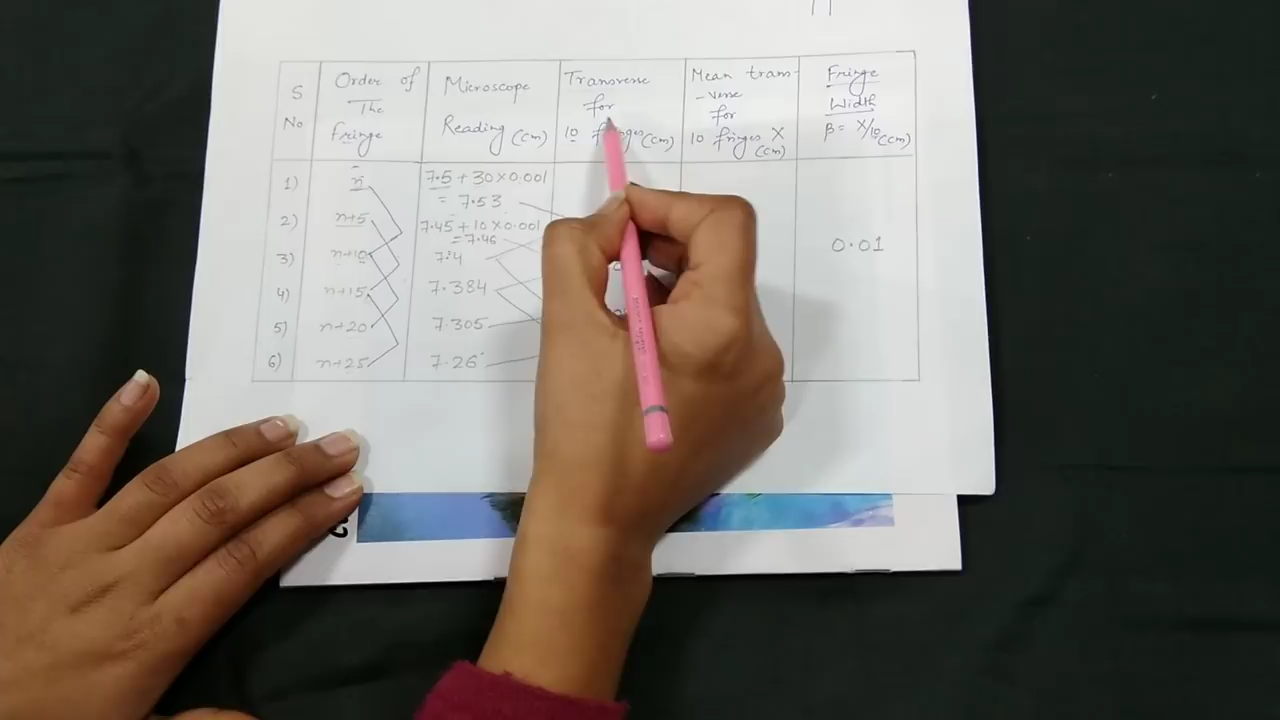 S
No
Order of
The
fringe
Microscope
Reading (cm)
Transverse
for
10 fringes (cm)
Mean trans-
-verse
for
10 fringes X
(cm)
Fringe
Width
β = X/10
(cm)
1) n 7.5 + 30 × 0.001
= 7.53
2) n+5 7.45 + 10 × 0.001
= 7.46
3) n+10 7.4
4) n+15 7.384
5) n+20 7.305
6) n+25 7.26
0.01